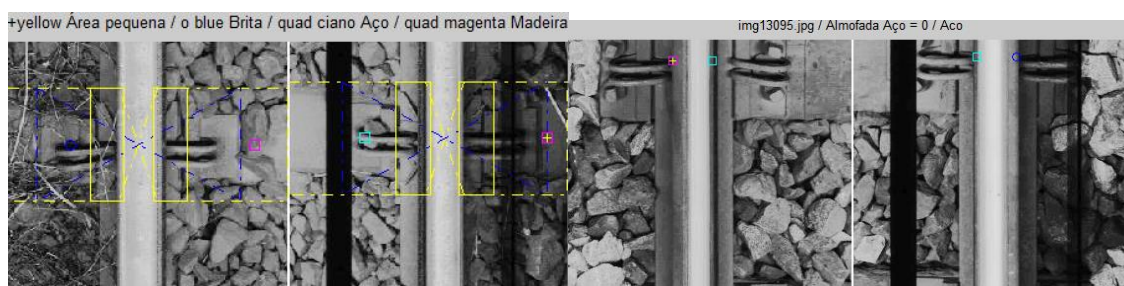 +yellow Área pequena / o blue Brita / quad ciano Aço / quad magenta Madeira
img13095.jpg / Almofada Aço = 0 / Aco